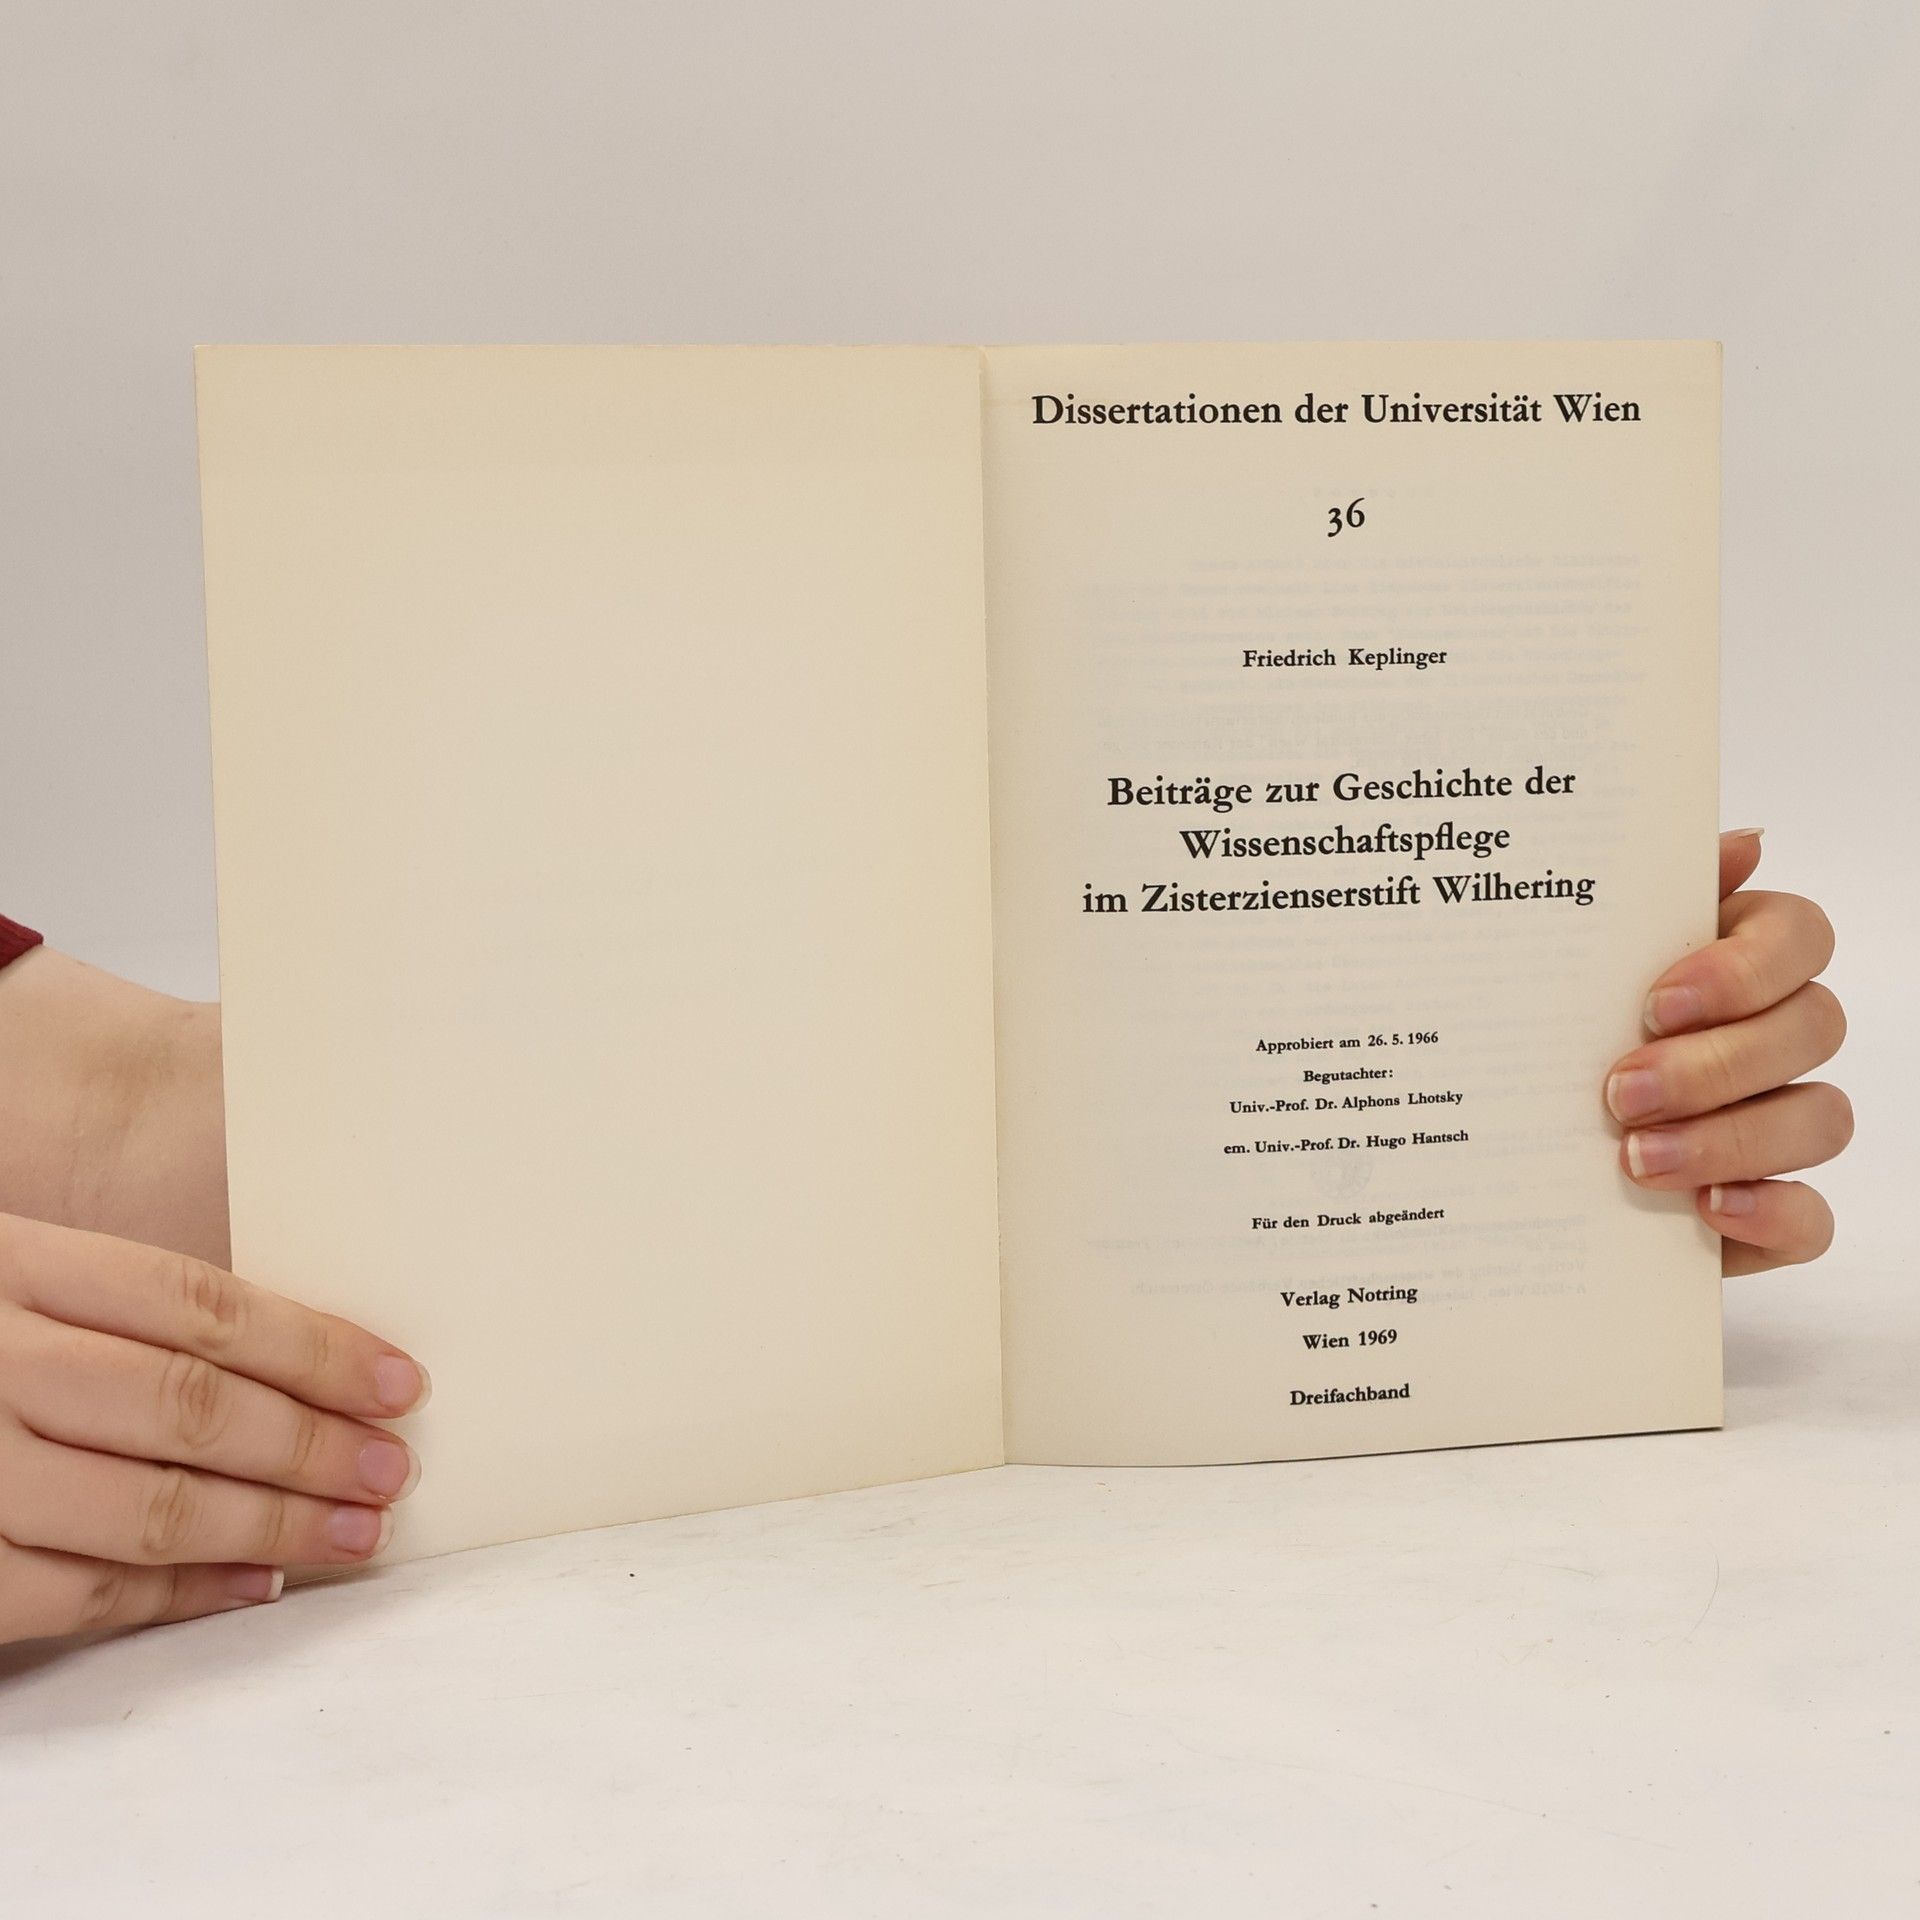 Dissertationen der Universität Wien
36
Friedrich Keplinger
Beiträge zur Geschichte der
Wissenschaftspflege
im Zisterzienserstift Wilhering
Approbiert am 26. 5. 1966
Begutachter:
Univ.-Prof. Dr. Alphons Lhotsky
em. Univ.-Prof. Dr. Hugo Hantsch
Für den Druck abgeändert
Verlag Notring
Wien 1969
Dreifachband